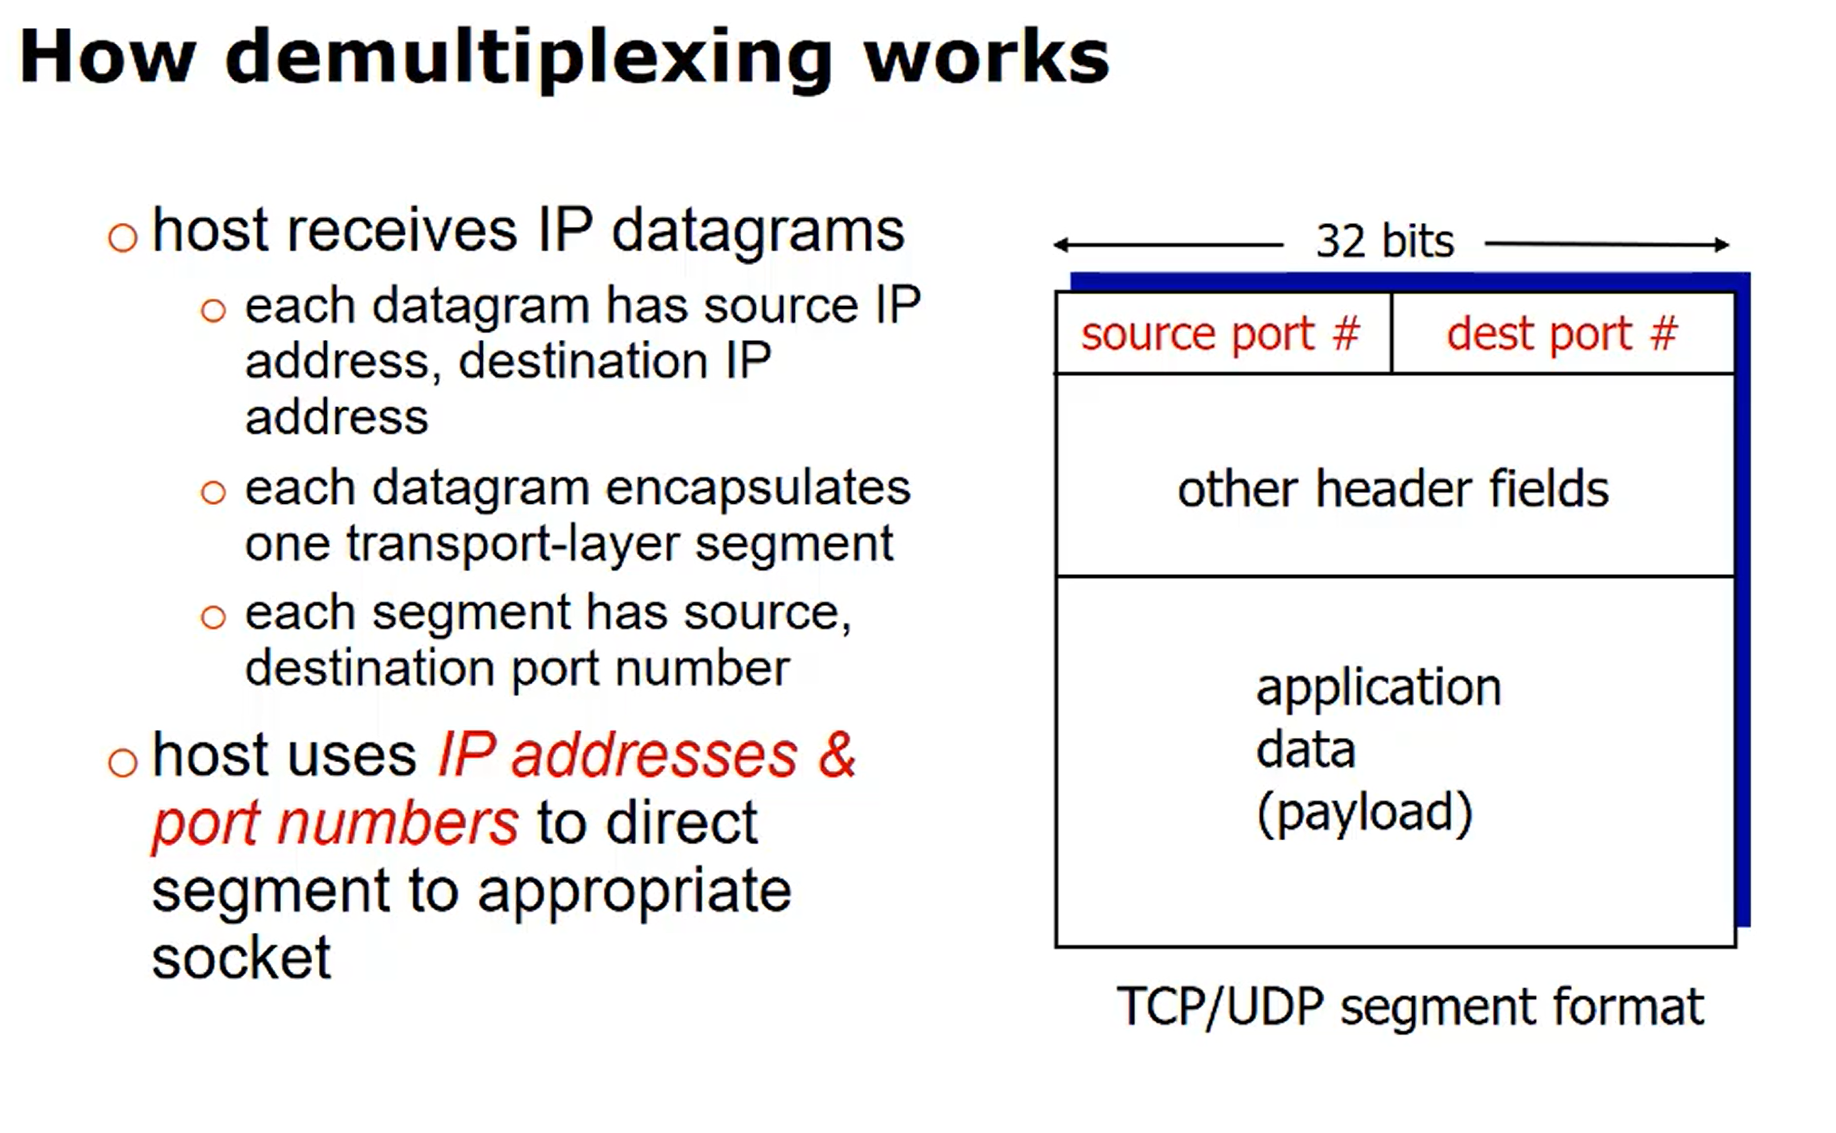 How demultiplexing works
host receives IP datagrams
each datagram has source IP
address, destination IP
address
each datagram encapsulates
one transport-layer segment
each segment has source,
destination port number
host uses IP addresses &
port numbers to direct
segment to appropriate
socket
32 bits
source port # dest port #
other header fields
application
data
(payload)
TCP/UDP segment format